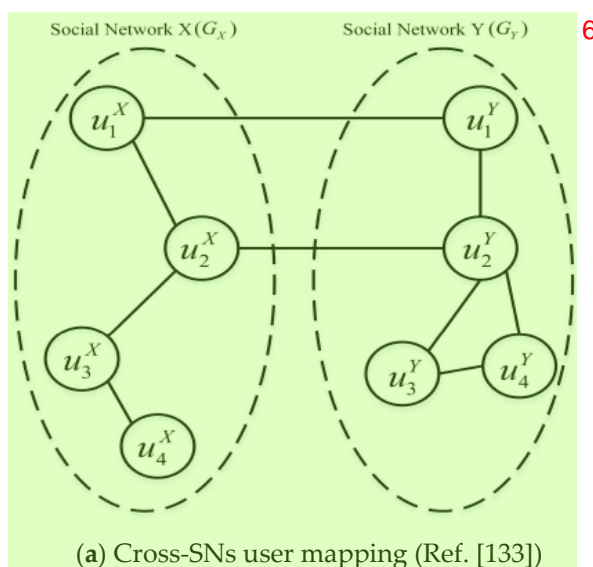 Social Network X(G_X) Social Network Y(G_Y) 6
u_1^X u_1^Y
u_2^X u_2^Y
u_3^X u_3^Y u_4^Y
u_4^X
(a) Cross-SNs user mapping (Ref. [133])